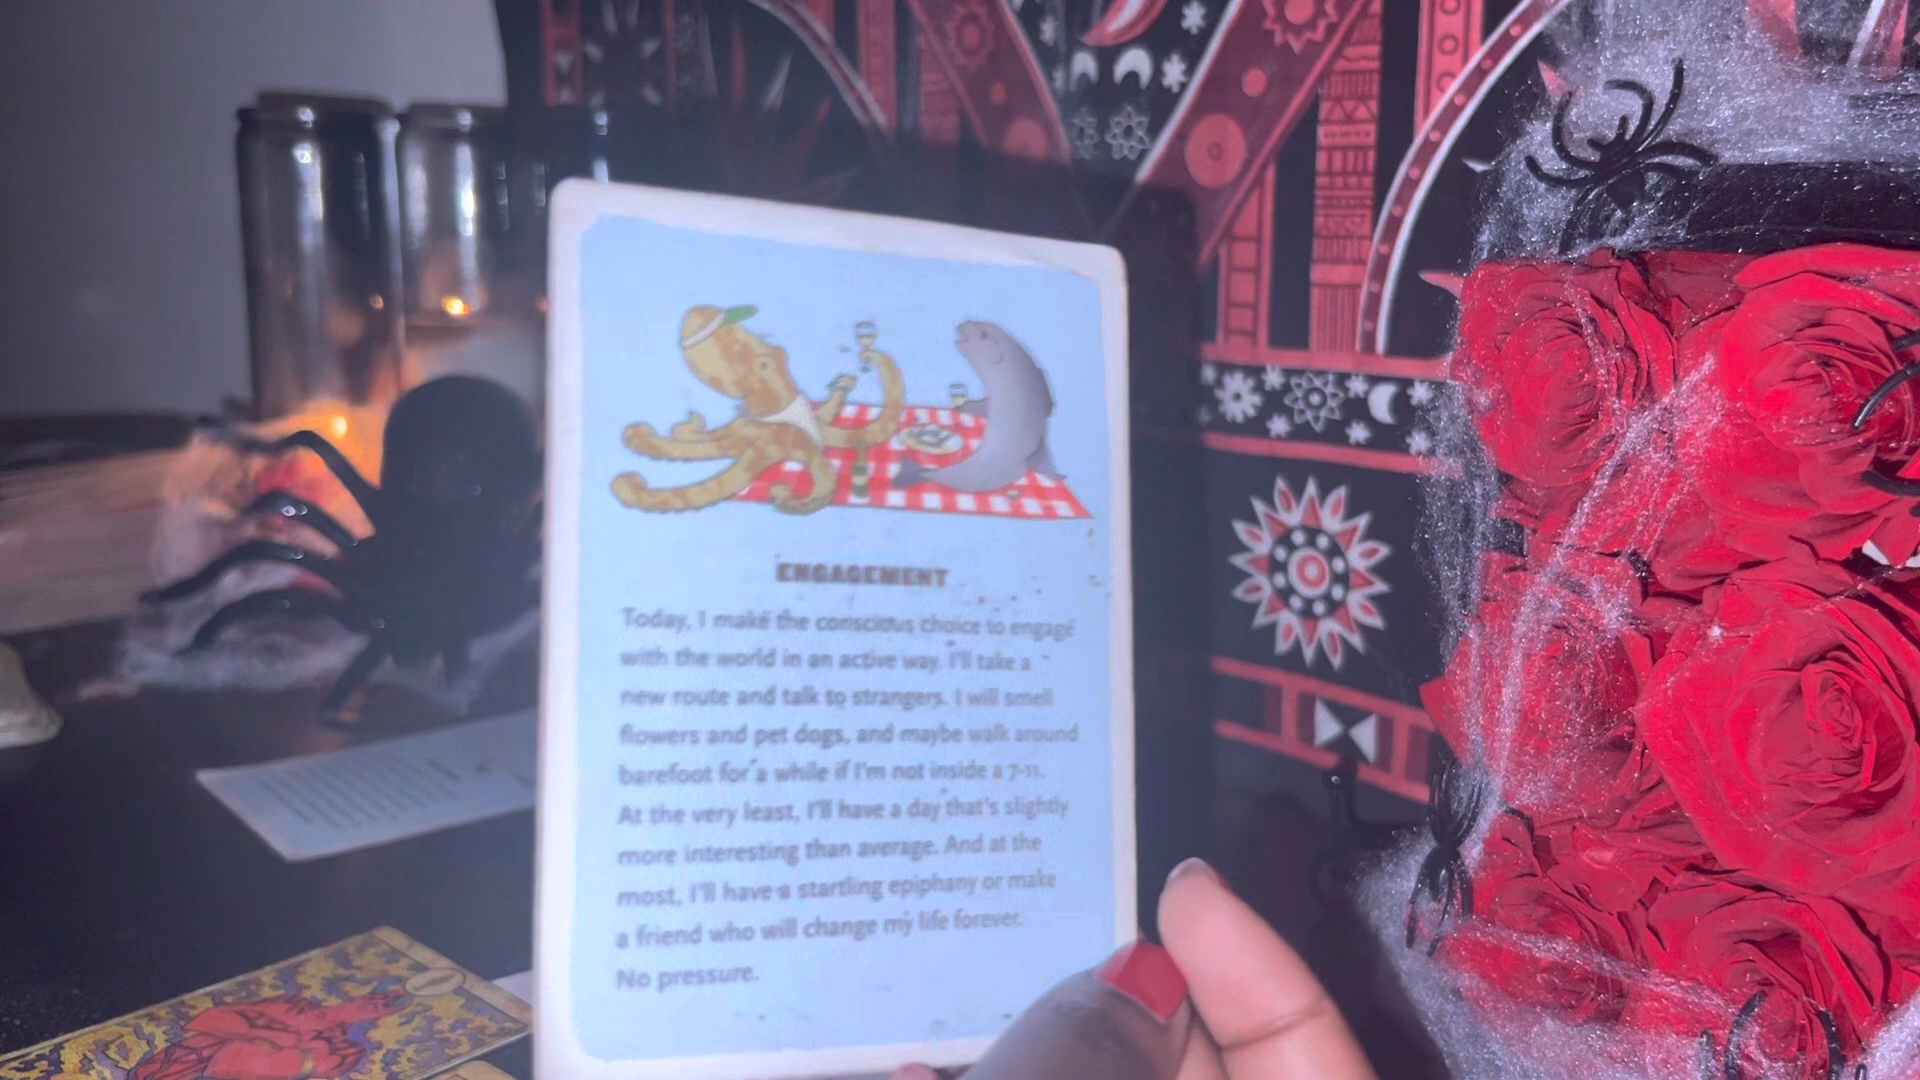 ENGAGEMENT
Today, I make the conscious choice to engage
with the world in an active way. I'll take a
new route and talk to strangers. I will smell
flowers and pet dogs, and maybe walk around
barefoot for a while if I'm not inside a 7-11.
At the very least, I'll have a day that's slightly
more interesting than average. And at the
most, I'll have a startling epiphany or make
a friend who will change my life forever.
No pressure.